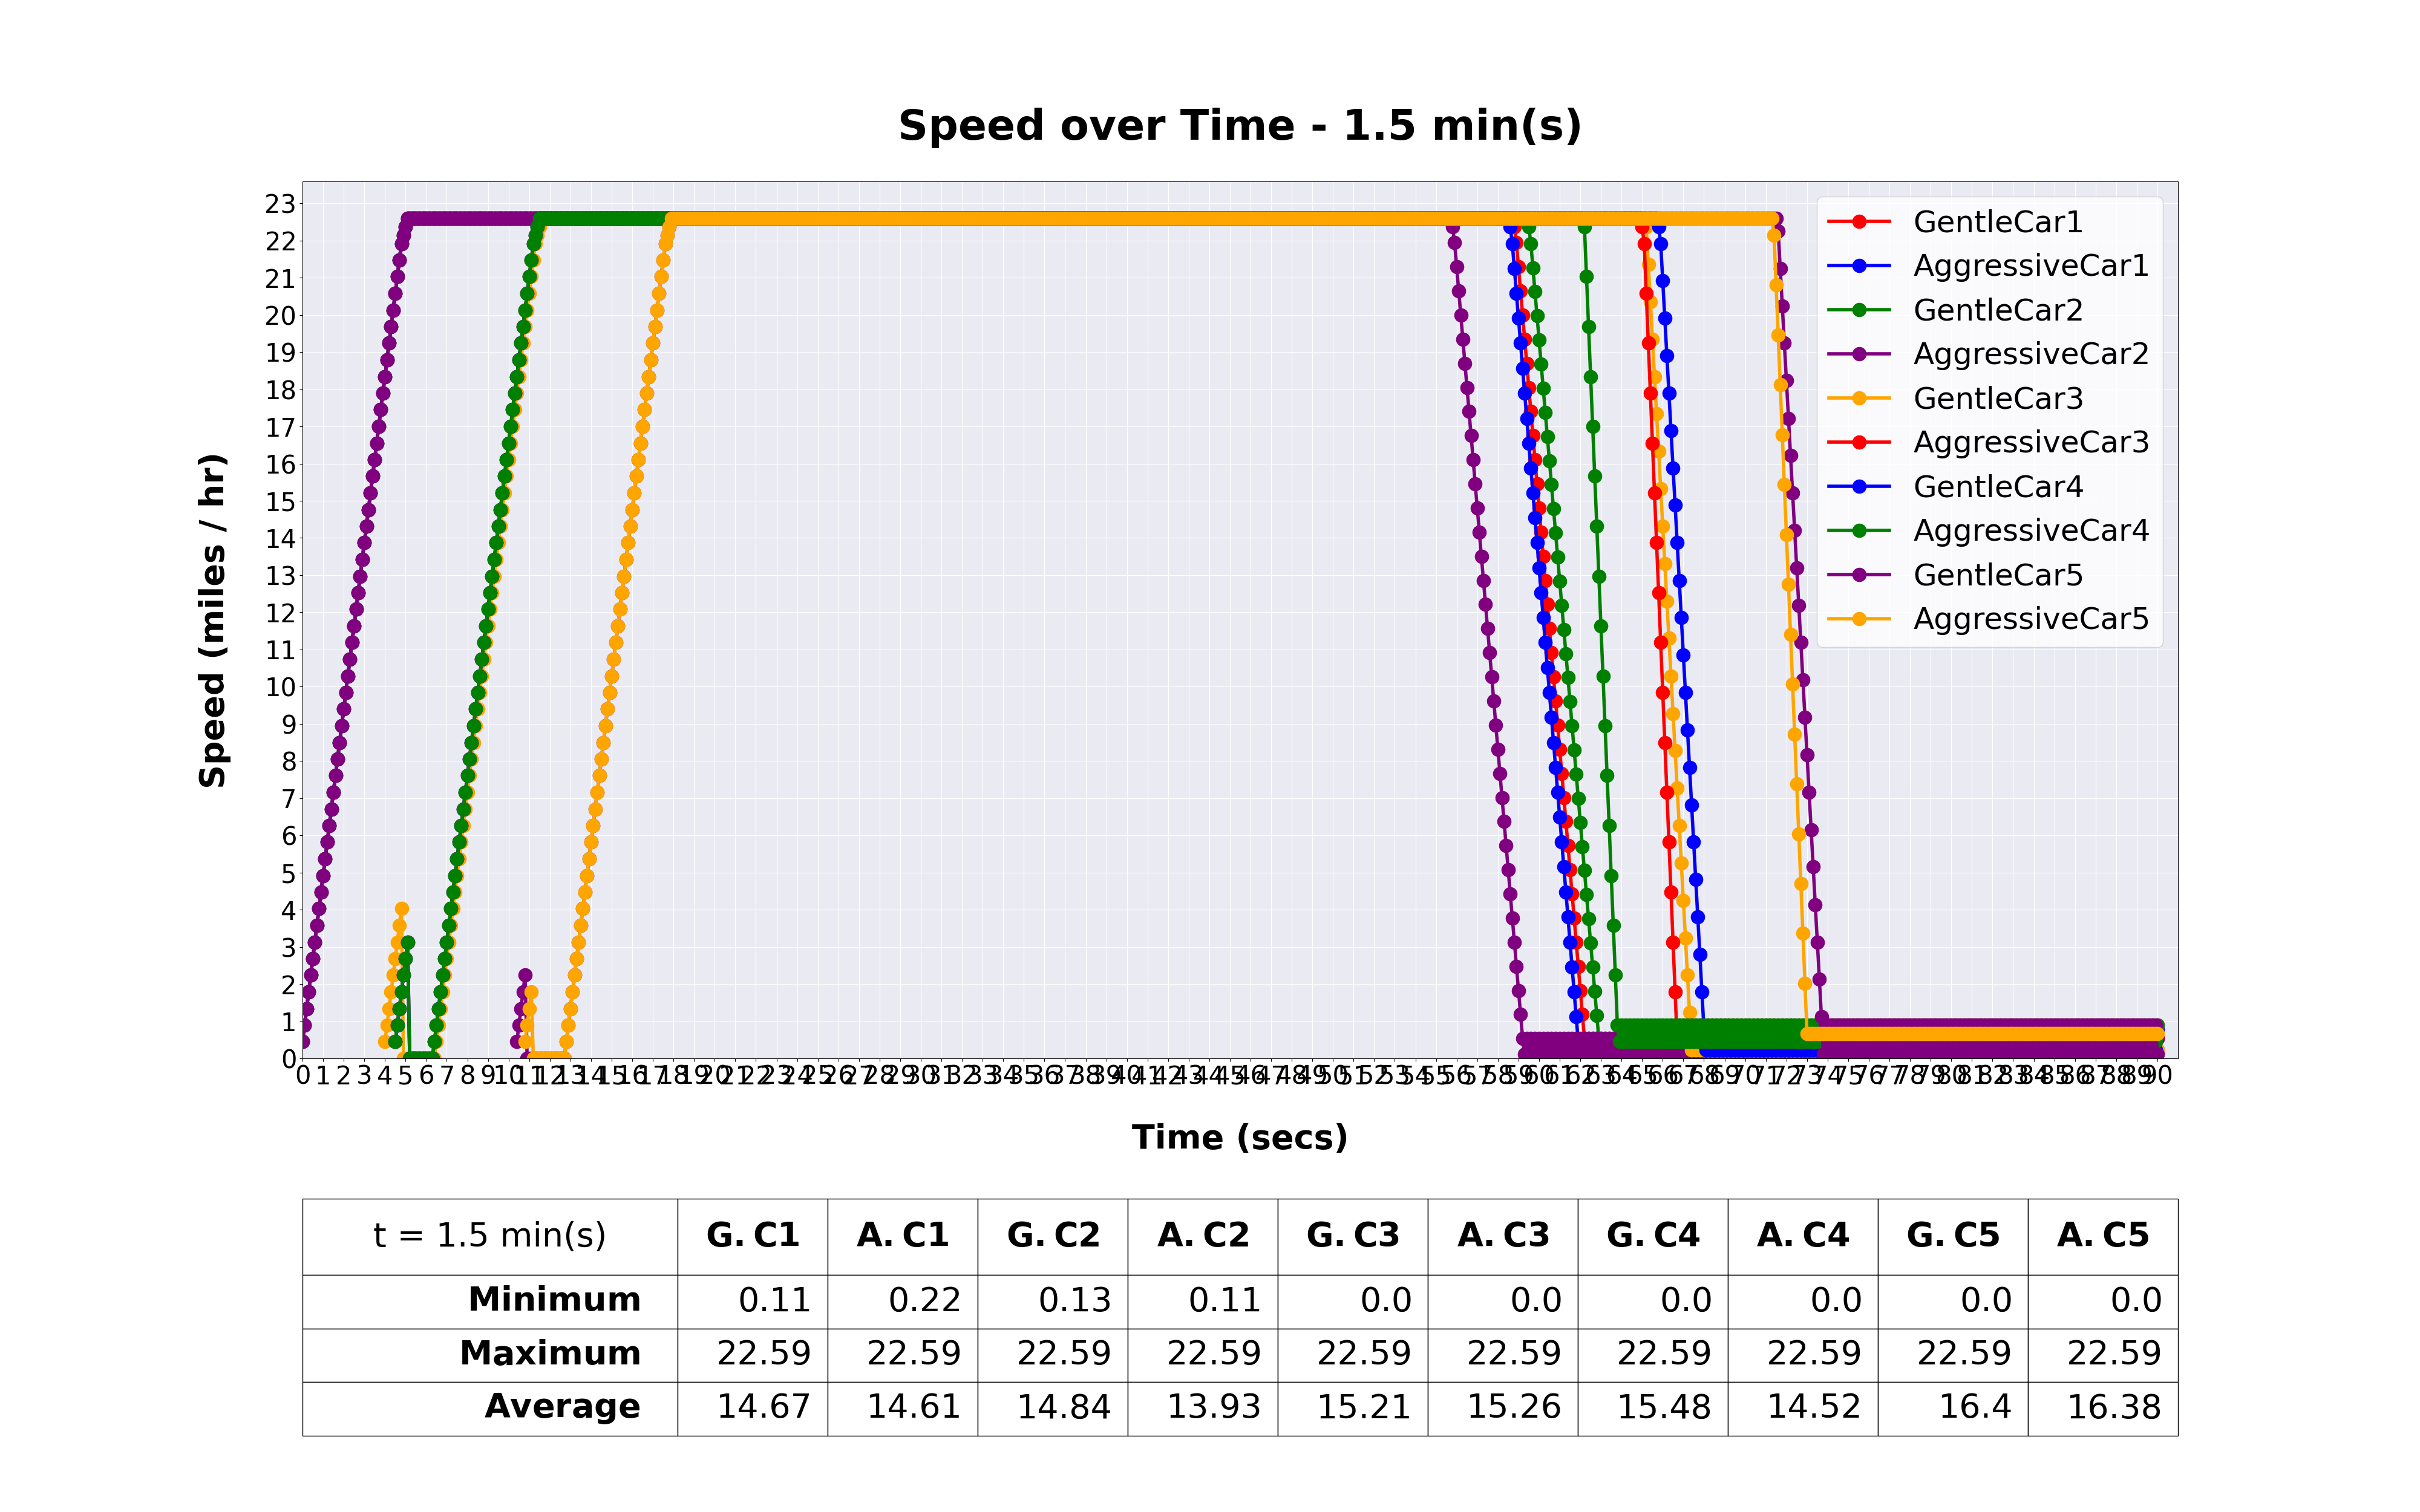 Speed over Time - 1.5 min(s)
23
22
21
20
19
18
17
16
15
14
13
12
11
10
9
8
7
6
5
4
3
2
1
0
Speed (miles / hr)
GentleCar1
AggressiveCar1
GentleCar2
AggressiveCar2
GentleCar3
AggressiveCar3
GentleCar4
AggressiveCar4
GentleCar5
AggressiveCar5
0 1 2 3 4 5 6 7 8 9 10 11 12 13 14 15 16 17 18 19 20 21 22 23 24 25 26 27 28 29 30 31 32 33 34 35 36 37 38 39 40 41 42 43 44 45 46 47 48 49 50 51 52 53 54 55 56 57 58 59 60 61 62 63 64 65 66 67 68 69 70 71 72 73 74 75 76 77 78 79 80 81 82 83 84 85 86 87 88 89 90
Time (secs)
t = 1.5 min(s) G. C1 A. C1 G. C2 A. C2 G. C3 A. C3 G. C4 A. C4 G. C5 A. C5
Minimum 0.11 0.22 0.13 0.11 0.0 0.0 0.0 0.0 0.0 0.0
Maximum 22.59 22.59 22.59 22.59 22.59 22.59 22.59 22.59 22.59 22.59
Average 14.67 14.61 14.84 13.93 15.21 15.26 15.48 14.52 16.4 16.38